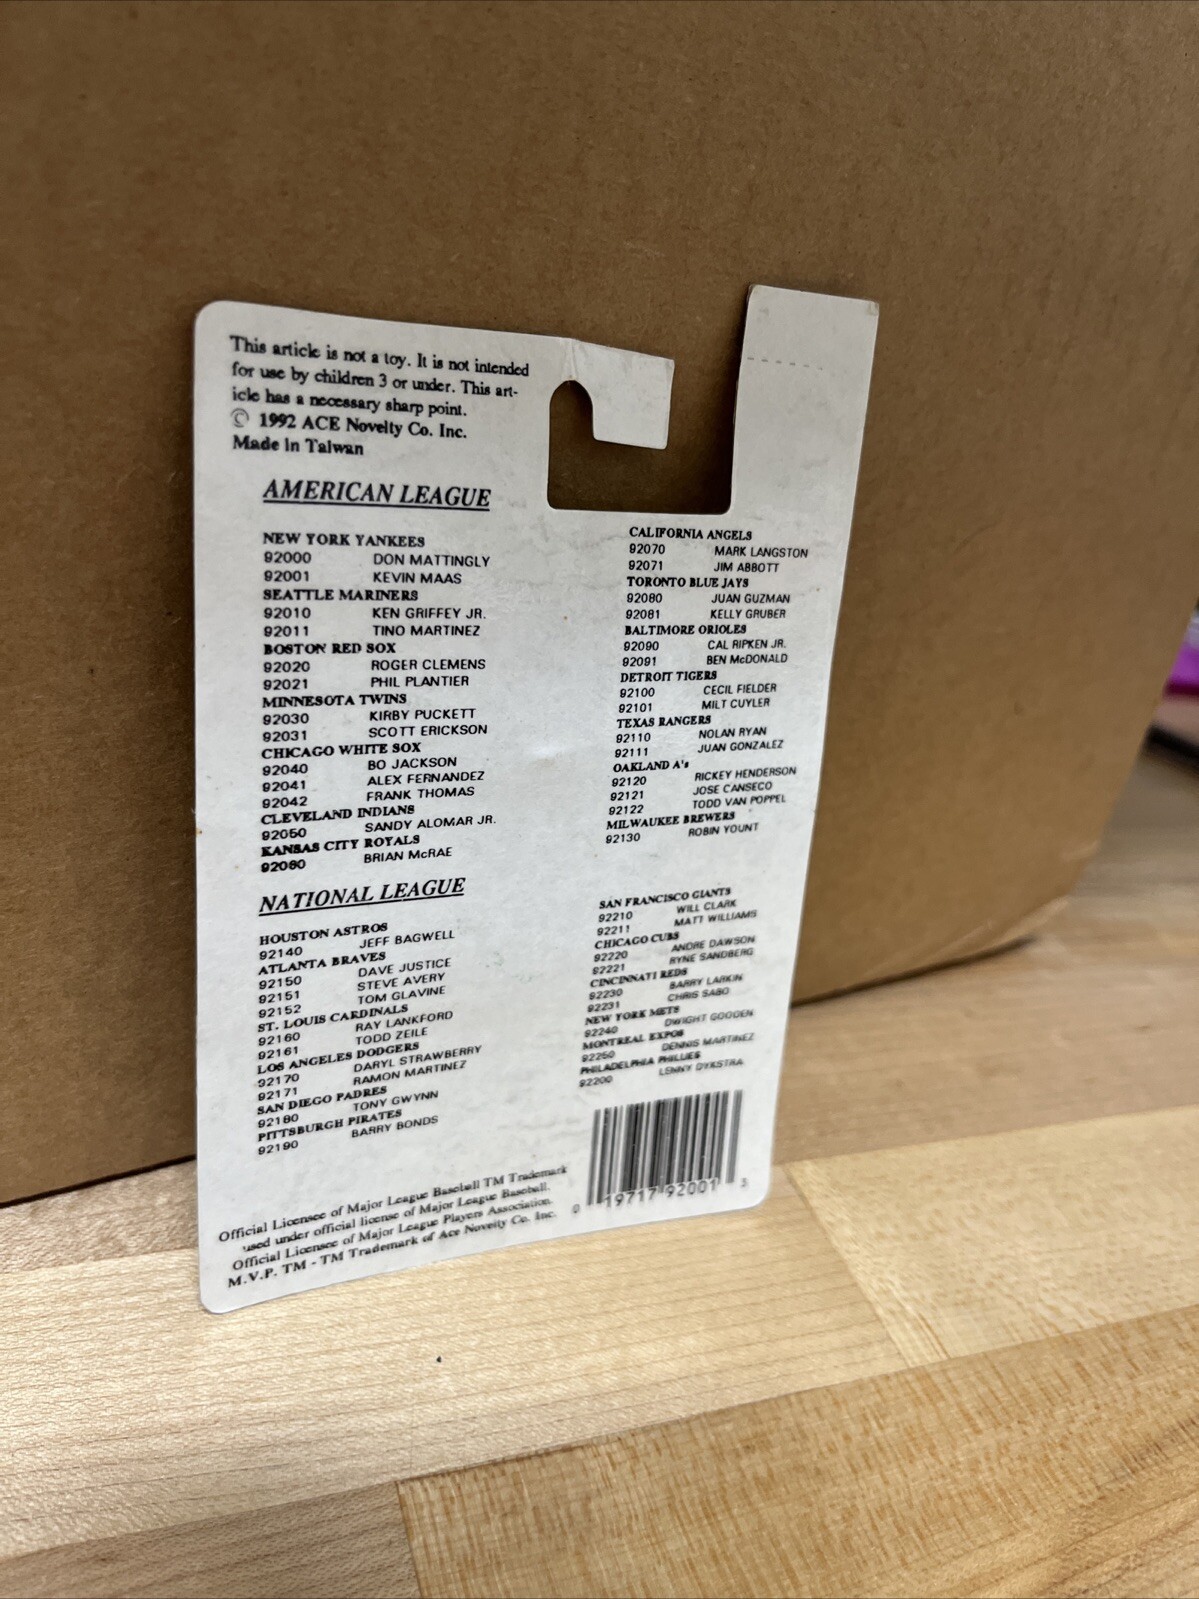 This article is not a toy. It is not intended
for use by children 3 or under. This art-
icle has a necessary sharp point.
© 1992 ACE Novelty Co. Inc.
Made in Taiwan
AMERICAN LEAGUE
NEW YORK YANKEES
92000 DON MATTINGLY
92001 KEVIN MAAS
SEATTLE MARINERS
92010 KEN GRIFFEY JR.
92011 TINO MARTINEZ
BOSTON RED SOX
92020 ROGER CLEMENS
92021 PHIL PLANTIER
MINNESOTA TWINS
92030 KIRBY PUCKETT
92031 SCOTT ERICKSON
CHICAGO WHITE SOX
92040 BO JACKSON
92041 ALEX FERNANDEZ
92042 FRANK THOMAS
CLEVELAND INDIANS
92050 SANDY ALOMAR JR.
KANSAS CITY ROYALS
92060 BRIAN McRAE
CALIFORNIA ANGELS
92070 MARK LANGSTON
92071 JIM ABBOTT
TORONTO BLUE JAYS
92080 JUAN GUZMAN
92081 KELLY GRUBER
BALTIMORE ORIOLES
92090 CAL RIPKEN JR.
92091 BEN McDONALD
DETROIT TIGERS
92100 CECIL FIELDER
92101 MILT CUYLER
TEXAS RANGERS
92110 NOLAN RYAN
92111 JUAN GONZALEZ
OAKLAND A's
92120 RICKEY HENDERSON
92121 JOSE CANSECO
92122 TODD VAN POPPEL
MILWAUKEE BREWERS
92130 ROBIN YOUNT
NATIONAL LEAGUE
HOUSTON ASTROS
92140 JEFF BAGWELL
ATLANTA BRAVES
92150 DAVE JUSTICE
92151 STEVE AVERY
92152 TOM GLAVINE
ST. LOUIS CARDINALS
92160 RAY LANKFORD
92161 TODD ZEILE
LOS ANGELES DODGERS
92170 DARYL STRAWBERRY
92171 RAMON MARTINEZ
SAN DIEGO PADRES
92180 TONY GWYNN
PITTSBURGH PIRATES
92190 BARRY BONDS
SAN FRANCISCO GIANTS
92210 WILL CLARK
92211 MATT WILLIAMS
CHICAGO CUBS
92220 ANDRE DAWSON
92221 RYNE SANDBERG
CINCINNATI REDS
92230 BARRY LARKIN
92231 CHRIS SABO
NEW YORK METS
92240 DWIGHT GOODEN
MONTREAL EXPOS
92250 DENNIS MARTINEZ
PHILADELPHIA PHILLIES
92200 LENNY DYKSTRA
Official Licensee of Major League Baseball TM Trademark
used under official license of Major League Baseball.
Official Licensee of Major League Players Association.
M.V.P. TM - TM Trademark of Ace Novelty Co. Inc.
0 19717 92001 3